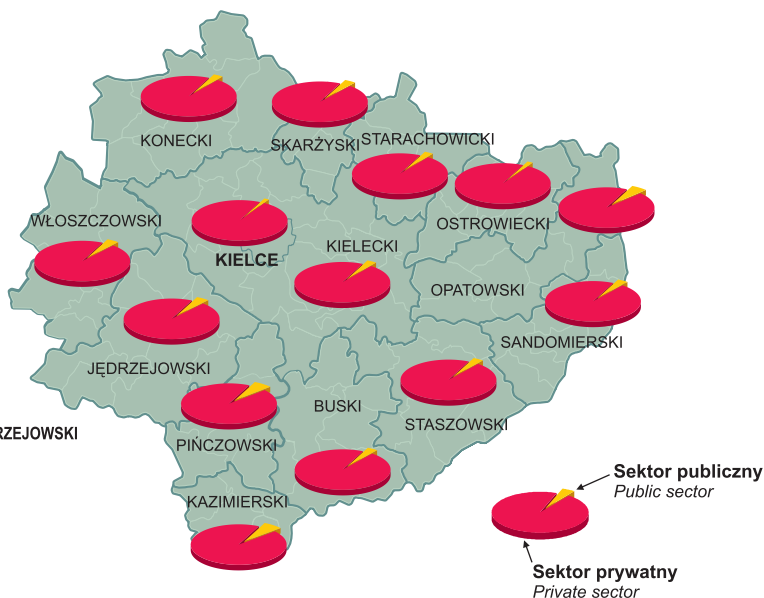 KONECKI
SKARŻYSKI
STARACHOWICKI
WŁOSZCZOWSKI
OSTROWIECKI
KIELECKI
KIELCE
OPATOWSKI
SANDOMIERSKI
JĘDRZEJOWSKI
BUSKI
STASZOWSKI
RZEJOWSKI
PIŃCZOWSKI
KAZIMIERSKI
Sektor publiczny
Public sector
Sektor prywatny
Private sector